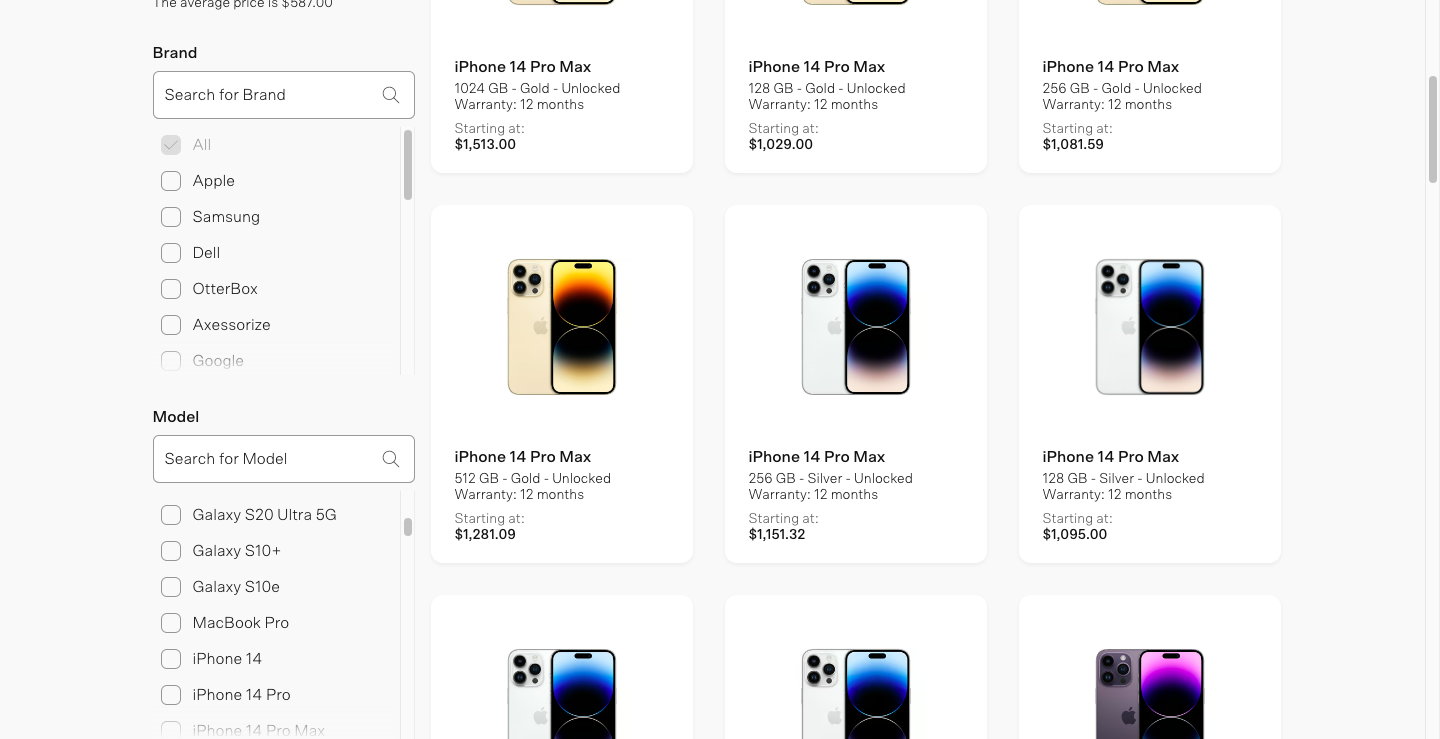 The average price is $587.00
Brand
Search for Brand
All
Apple
Samsung
Dell
OtterBox
Axessorize
Google
Model
Search for Model
Galaxy S20 Ultra 5G
Galaxy S10+
Galaxy S10e
MacBook Pro
iPhone 14
iPhone 14 Pro
iPhone 14 Pro Max
iPhone 14 Pro Max
1024 GB - Gold - Unlocked
Warranty: 12 months
Starting at:
$1,513.00
iPhone 14 Pro Max
128 GB - Gold - Unlocked
Warranty: 12 months
Starting at:
$1,029.00
iPhone 14 Pro Max
256 GB - Gold - Unlocked
Warranty: 12 months
Starting at:
$1,081.59
iPhone 14 Pro Max
512 GB - Gold - Unlocked
Warranty: 12 months
Starting at:
$1,281.09
iPhone 14 Pro Max
256 GB - Silver - Unlocked
Warranty: 12 months
Starting at:
$1,151.32
iPhone 14 Pro Max
128 GB - Silver - Unlocked
Warranty: 12 months
Starting at:
$1,095.00